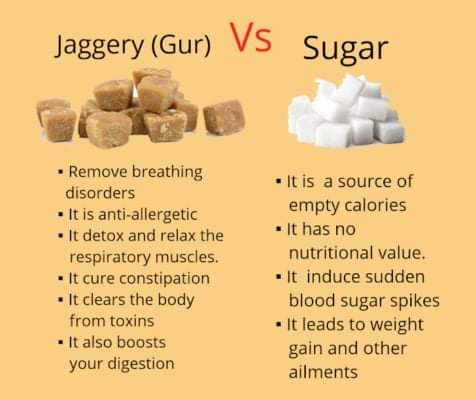 Jaggery (Gur) Vs Sugar
▪ Remove breathing
disorders
▪ It is anti-allergetic
▪ It detox and relax the
respiratory muscles.
▪ It cure constipation
▪ It clears the body
from toxins
▪ It also boosts
your digestion
▪ It is a source of
empty calories
▪ It has no
nutritional value.
▪ It induce sudden
blood sugar spikes
▪ It leads to weight
gain and other
ailments